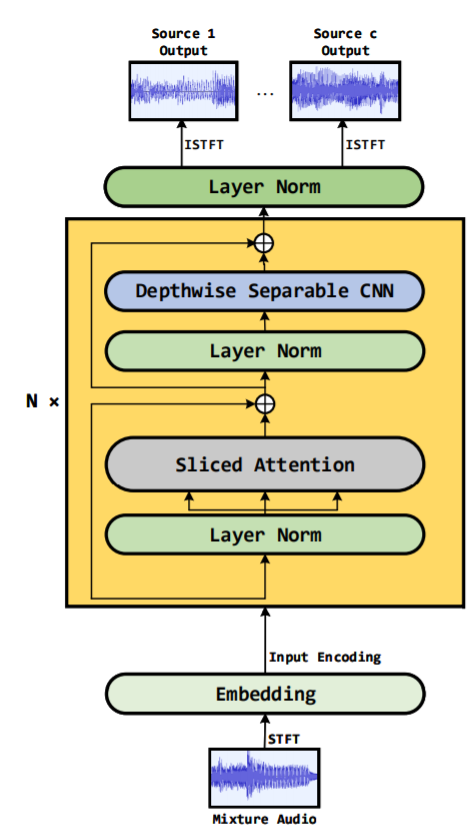 Source 1
Output
Source c
Output
...
ISTFT
ISTFT
Layer Norm
Depthwise Separable CNN
Layer Norm
N ×
Sliced Attention
Layer Norm
Input Encoding
Embedding
STFT
Mixture Audio